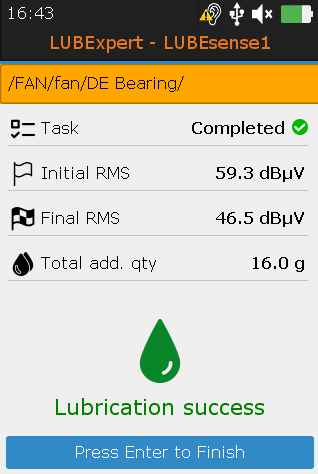 16:43
LUBExpert - LUBEsense1
/FAN/fan/DE Bearing/
Task Completed
Initial RMS 59.3 dBµV
Final RMS 46.5 dBµV
Total add. qty 16.0 g
Lubrication success
Press Enter to Finish